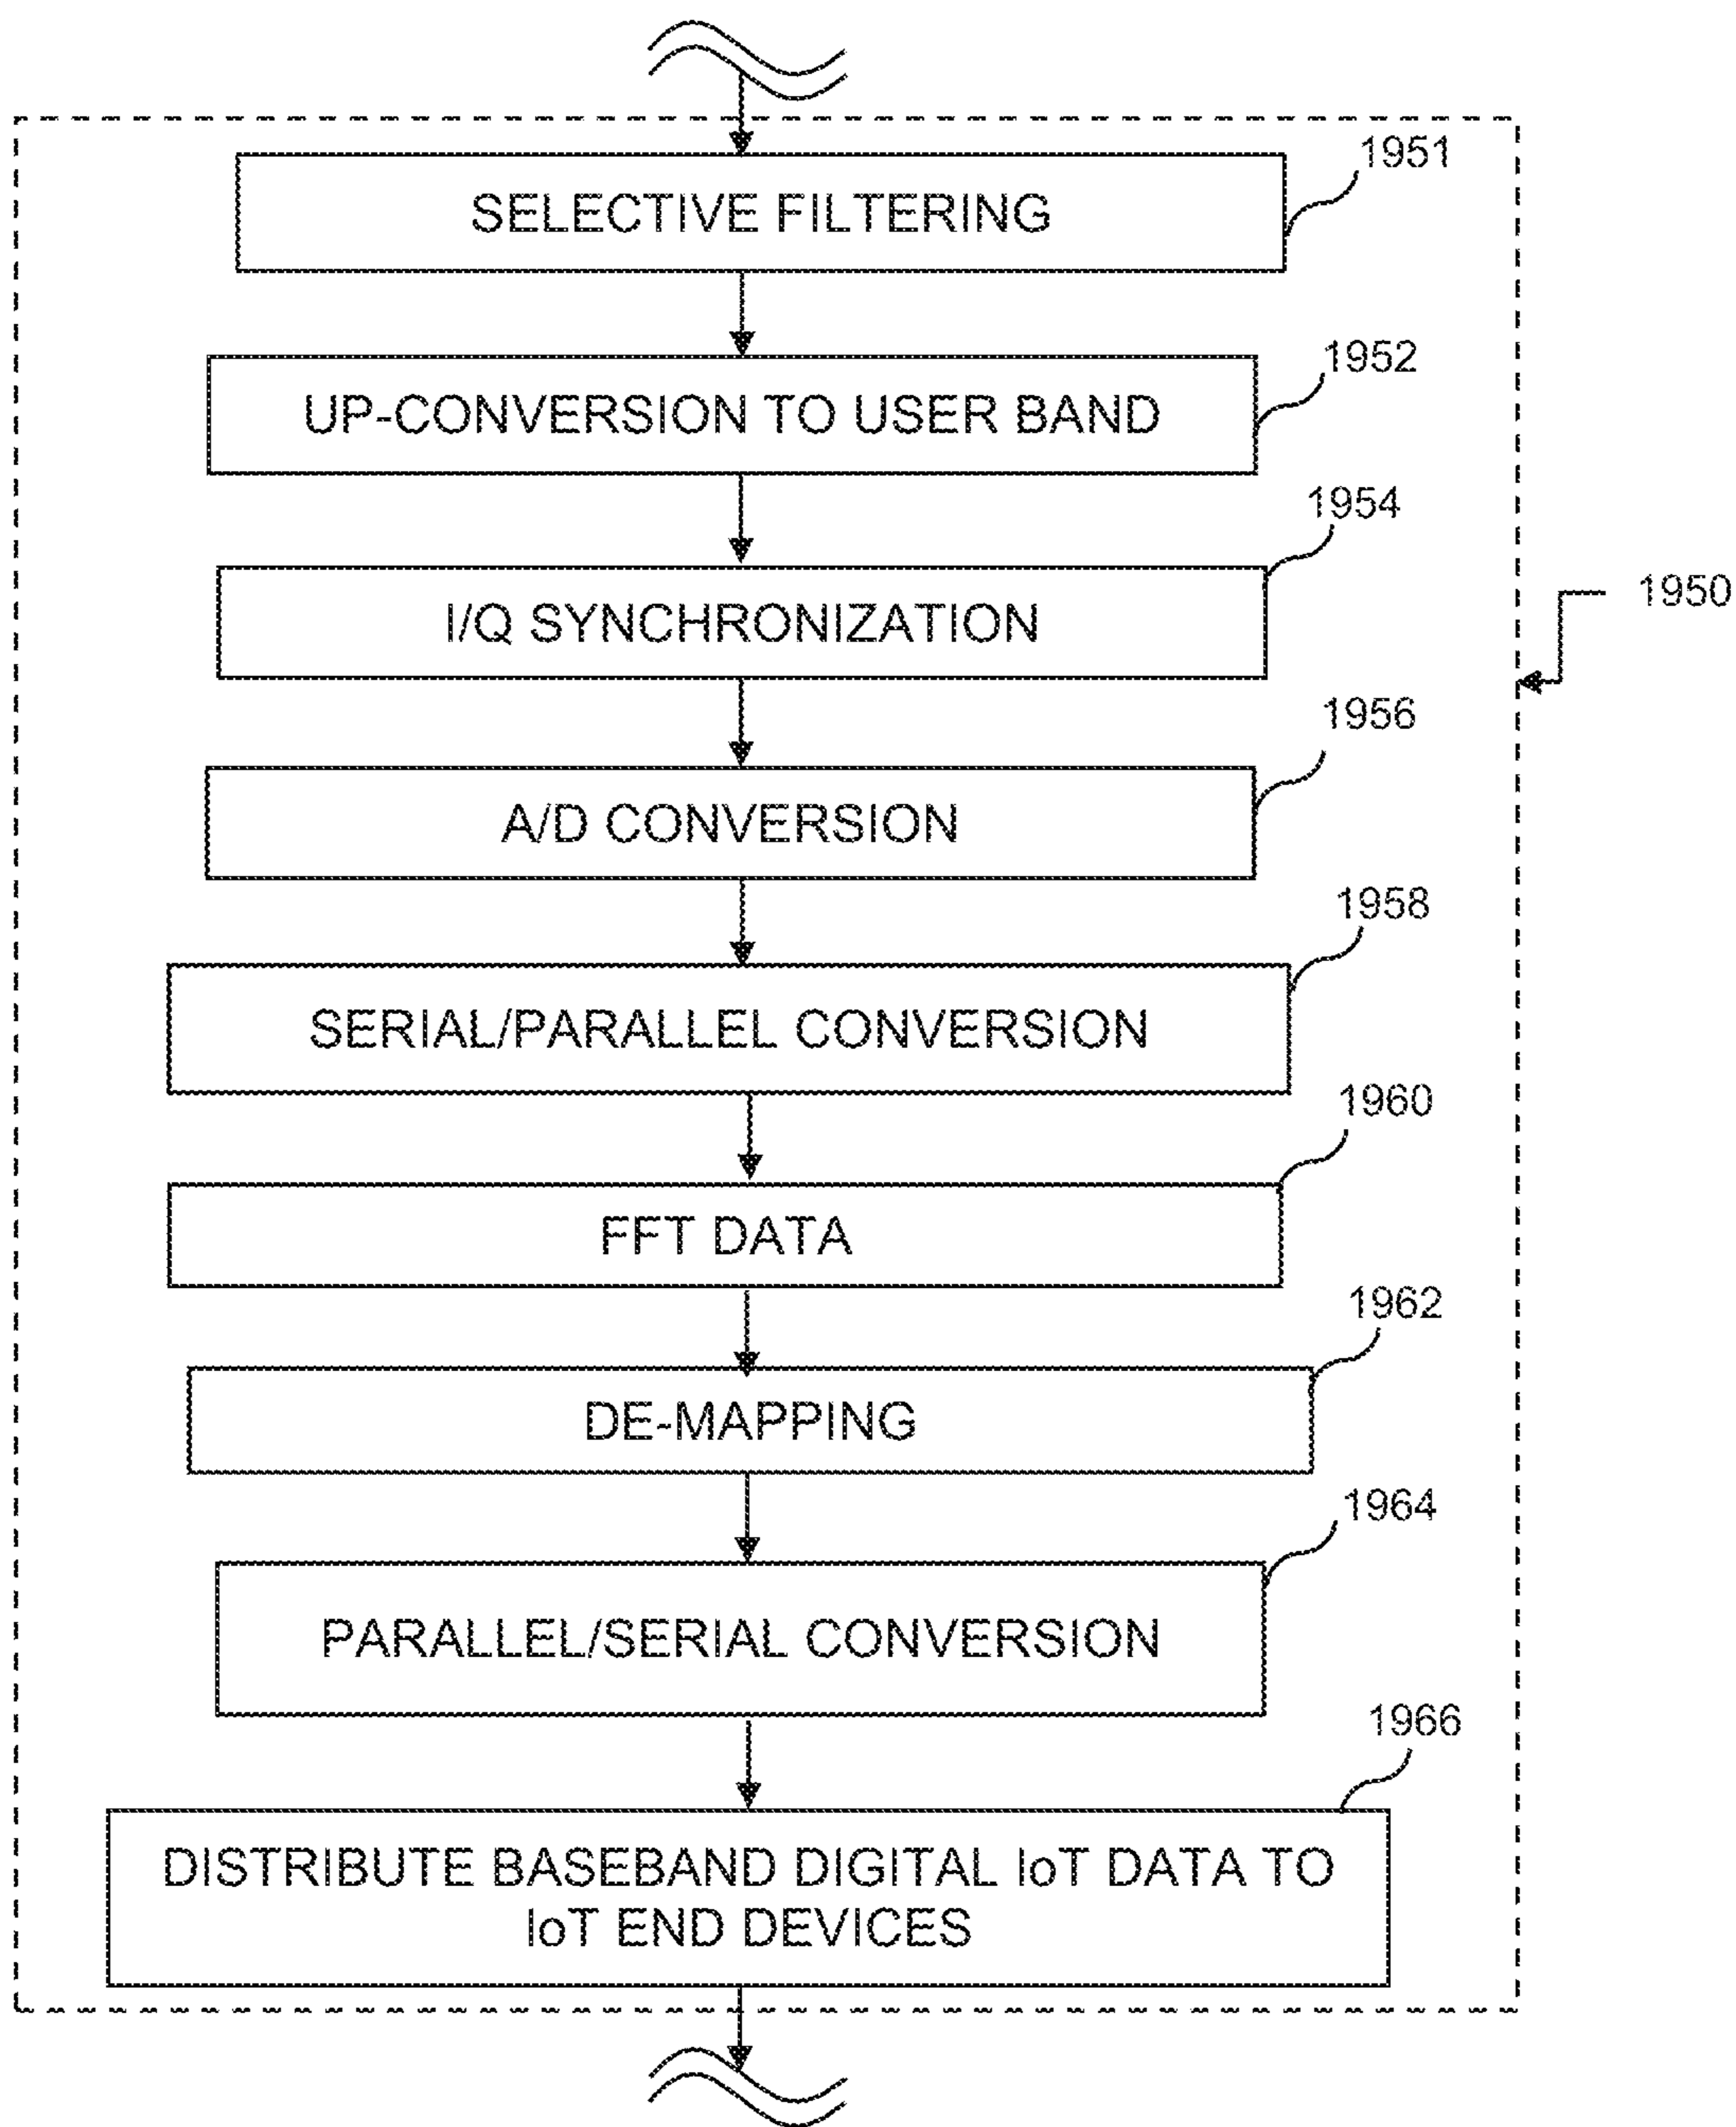 1951
SELECTIVE FILTERING
1952
UP-CONVERSION TO USER BAND
1954
I/Q SYNCHRONIZATION
1950
1956
A/D CONVERSION
1958
SERIAL/PARALLEL CONVERSION
1960
FFT DATA
1962
DE-MAPPING
1964
PARALLEL/SERIAL CONVERSION
1966
DISTRIBUTE BASEBAND DIGITAL IoT DATA TO
IoT END DEVICES